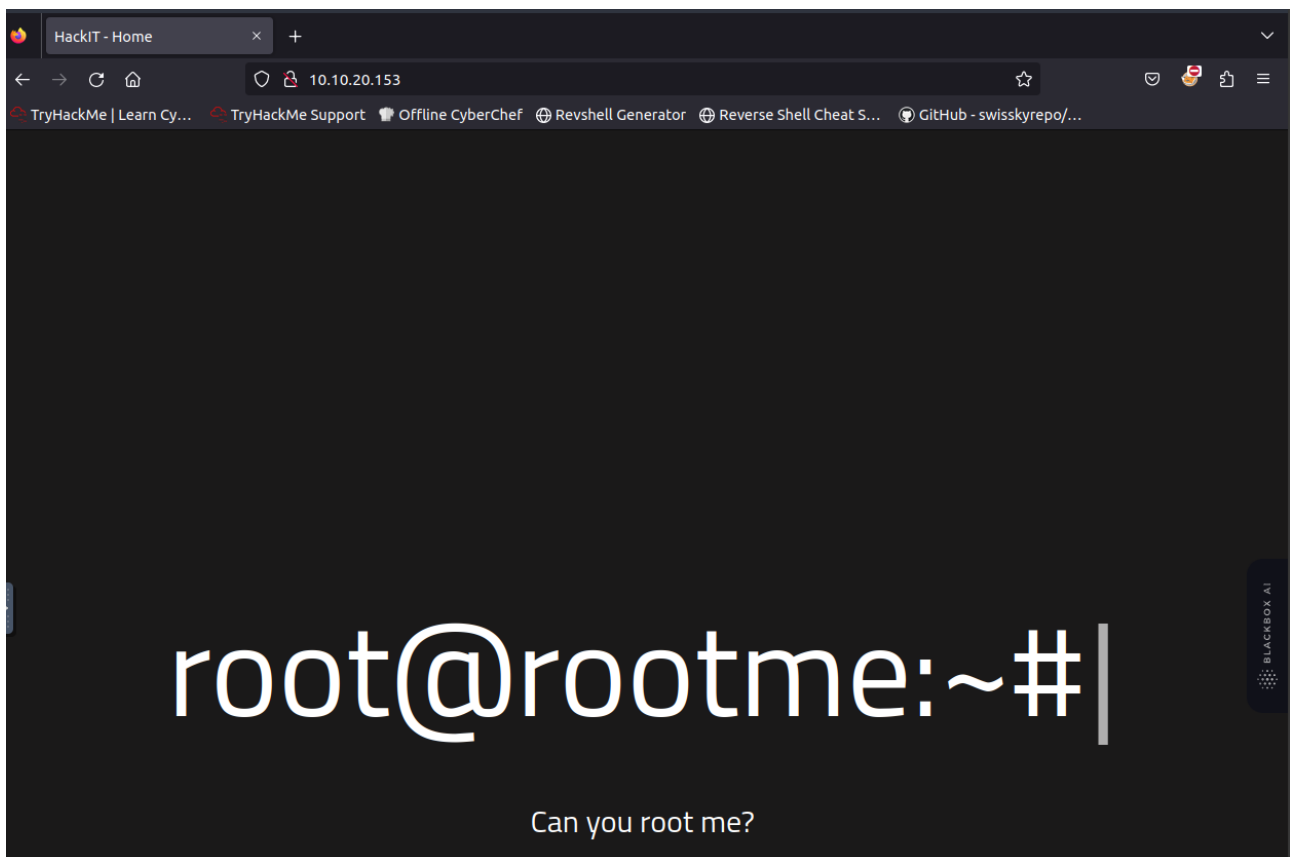 HackIT - Home
10.10.20.153
TryHackMe | Learn Cy... TryHackMe Support Offline CyberChef Revshell Generator Reverse Shell Cheat S... GitHub - swisskyrepo/...
BLACKBOX AI
root@rootme:~#
Can you root me?